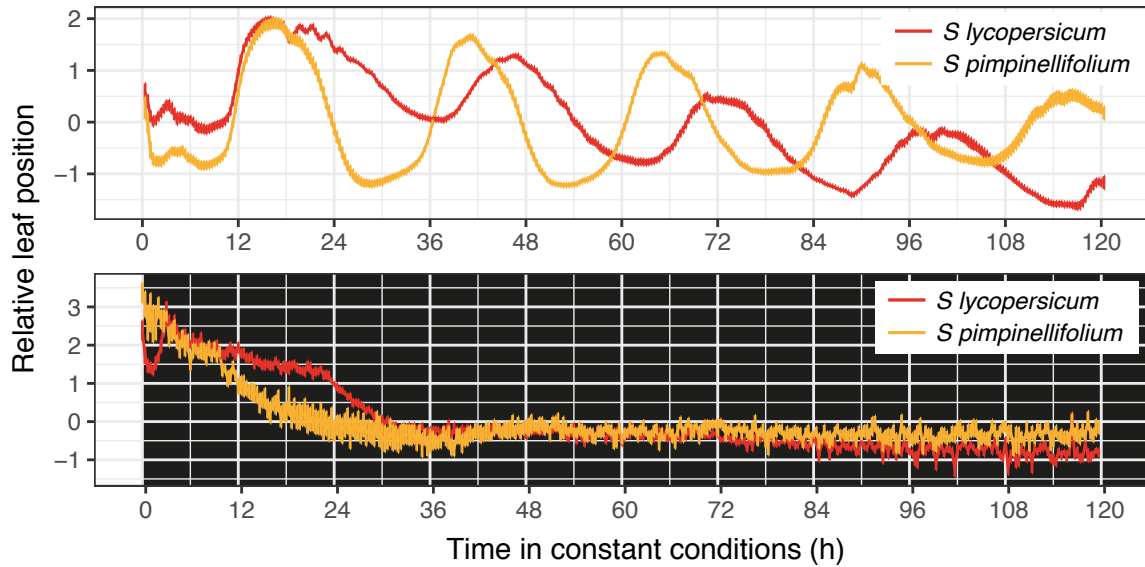 Relative leaf position
2
1
0
−1
S lycopersicum
S pimpinellifolium
0 12 24 36 48 60 72 84 96 108 120
3
2
1
0
−1
S lycopersicum
S pimpinellifolium
0 12 24 36 48 60 72 84 96 108 120
Time in constant conditions (h)